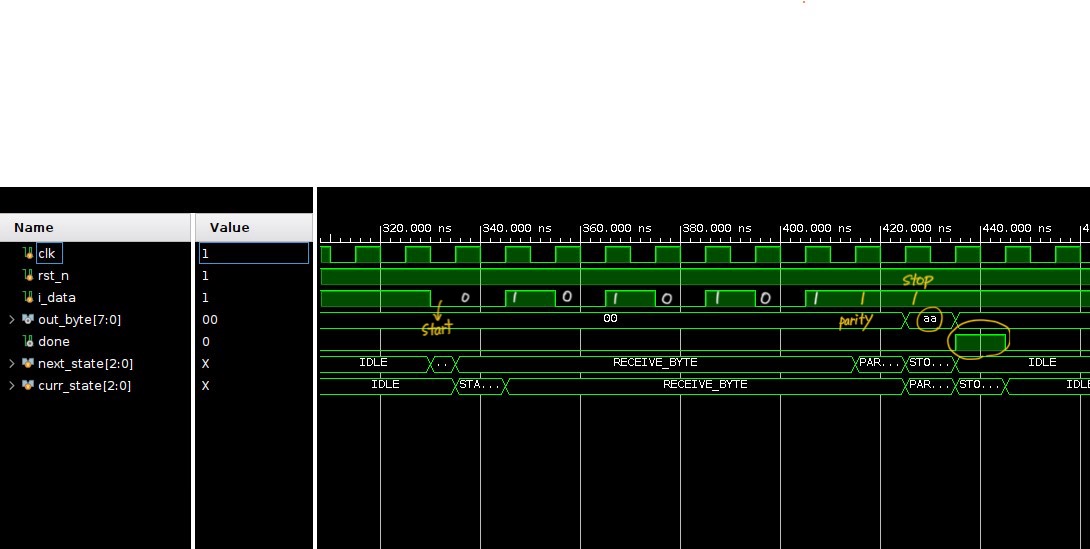 Name Value
320.000 ns 340.000 ns 360.000 ns 380.000 ns 400.000 ns 420.000 ns 440.000 ns 4
clk 1
rst_n 1
stop
i_data 1 0 1 0 1 0 1 0 1 1 1
out_byte[7:0] 00 00 parity aa
start
done 0
next_state[2:0] X IDLE ... RECEIVE_BYTE PAR... STO... IDLE
curr_state[2:0] X IDLE STA... RECEIVE_BYTE PAR... STO... IDLE